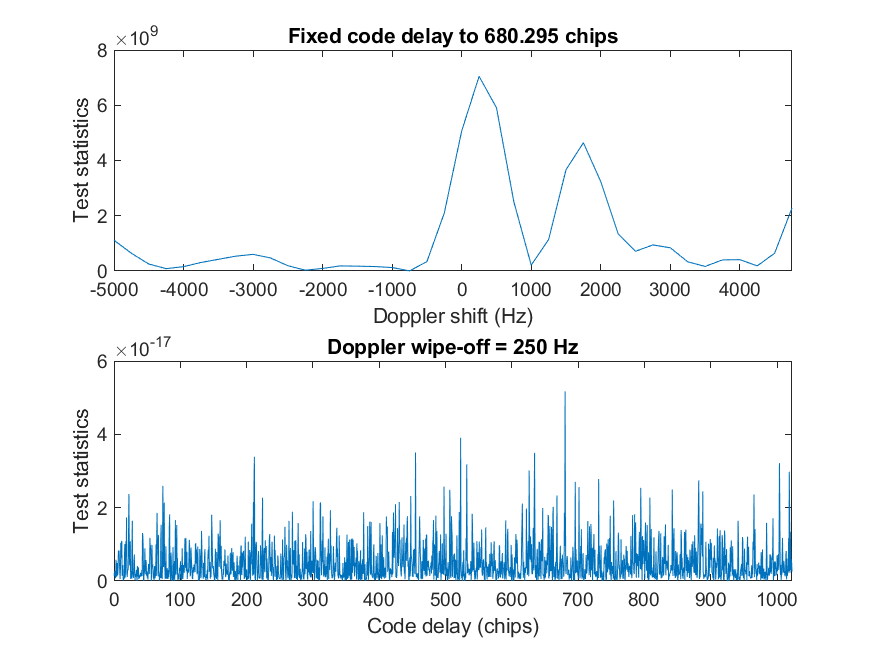 Fixed code delay to 680.295 chips
×10^9
8
6
4
2
0
Test statistics
-5000 -4000 -3000 -2000 -1000 0 1000 2000 3000 4000
Doppler shift (Hz)
Doppler wipe-off = 250 Hz
×10^-17
6
4
2
0
Test statistics
0 100 200 300 400 500 600 700 800 900 1000
Code delay (chips)